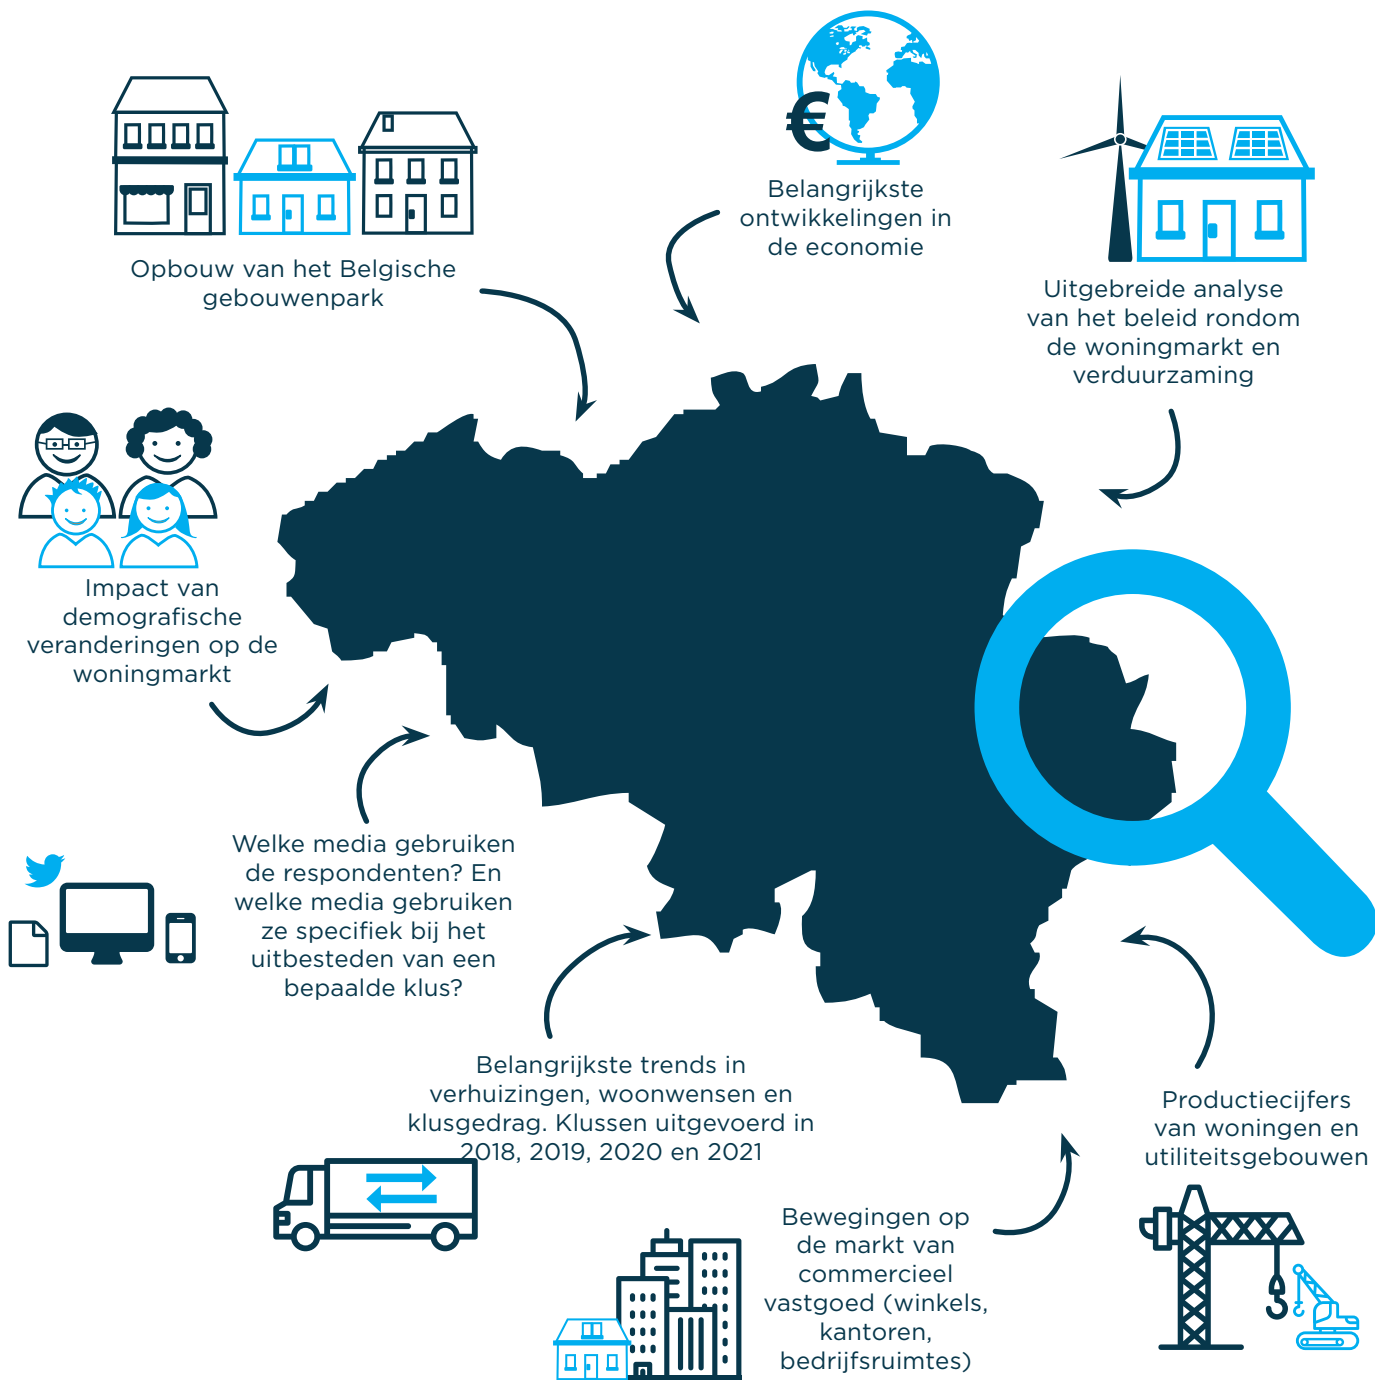 €
Belangrijkste
ontwikkelingen in
de economie
Opbouw van het Belgische
gebouwenpark
Uitgebreide analyse
van het beleid rondom
de woningmarkt en
verduurzaming
Impact van
demografische
veranderingen op de
woningmarkt
Welke media gebruiken
de respondenten? En
welke media gebruiken
ze specifiek bij het
uitbesteden van een
bepaalde klus?
Belangrijkste trends in
verhuizingen, woonwensen en
klusgedrag. Klussen uitgevoerd in
2018, 2019, 2020 en 2021
Productiecijfers
van woningen en
utiliteitsgebouwen
Bewegingen op
de markt van
commercieel
vastgoed (winkels,
kantoren,
bedrijfsruimtes)